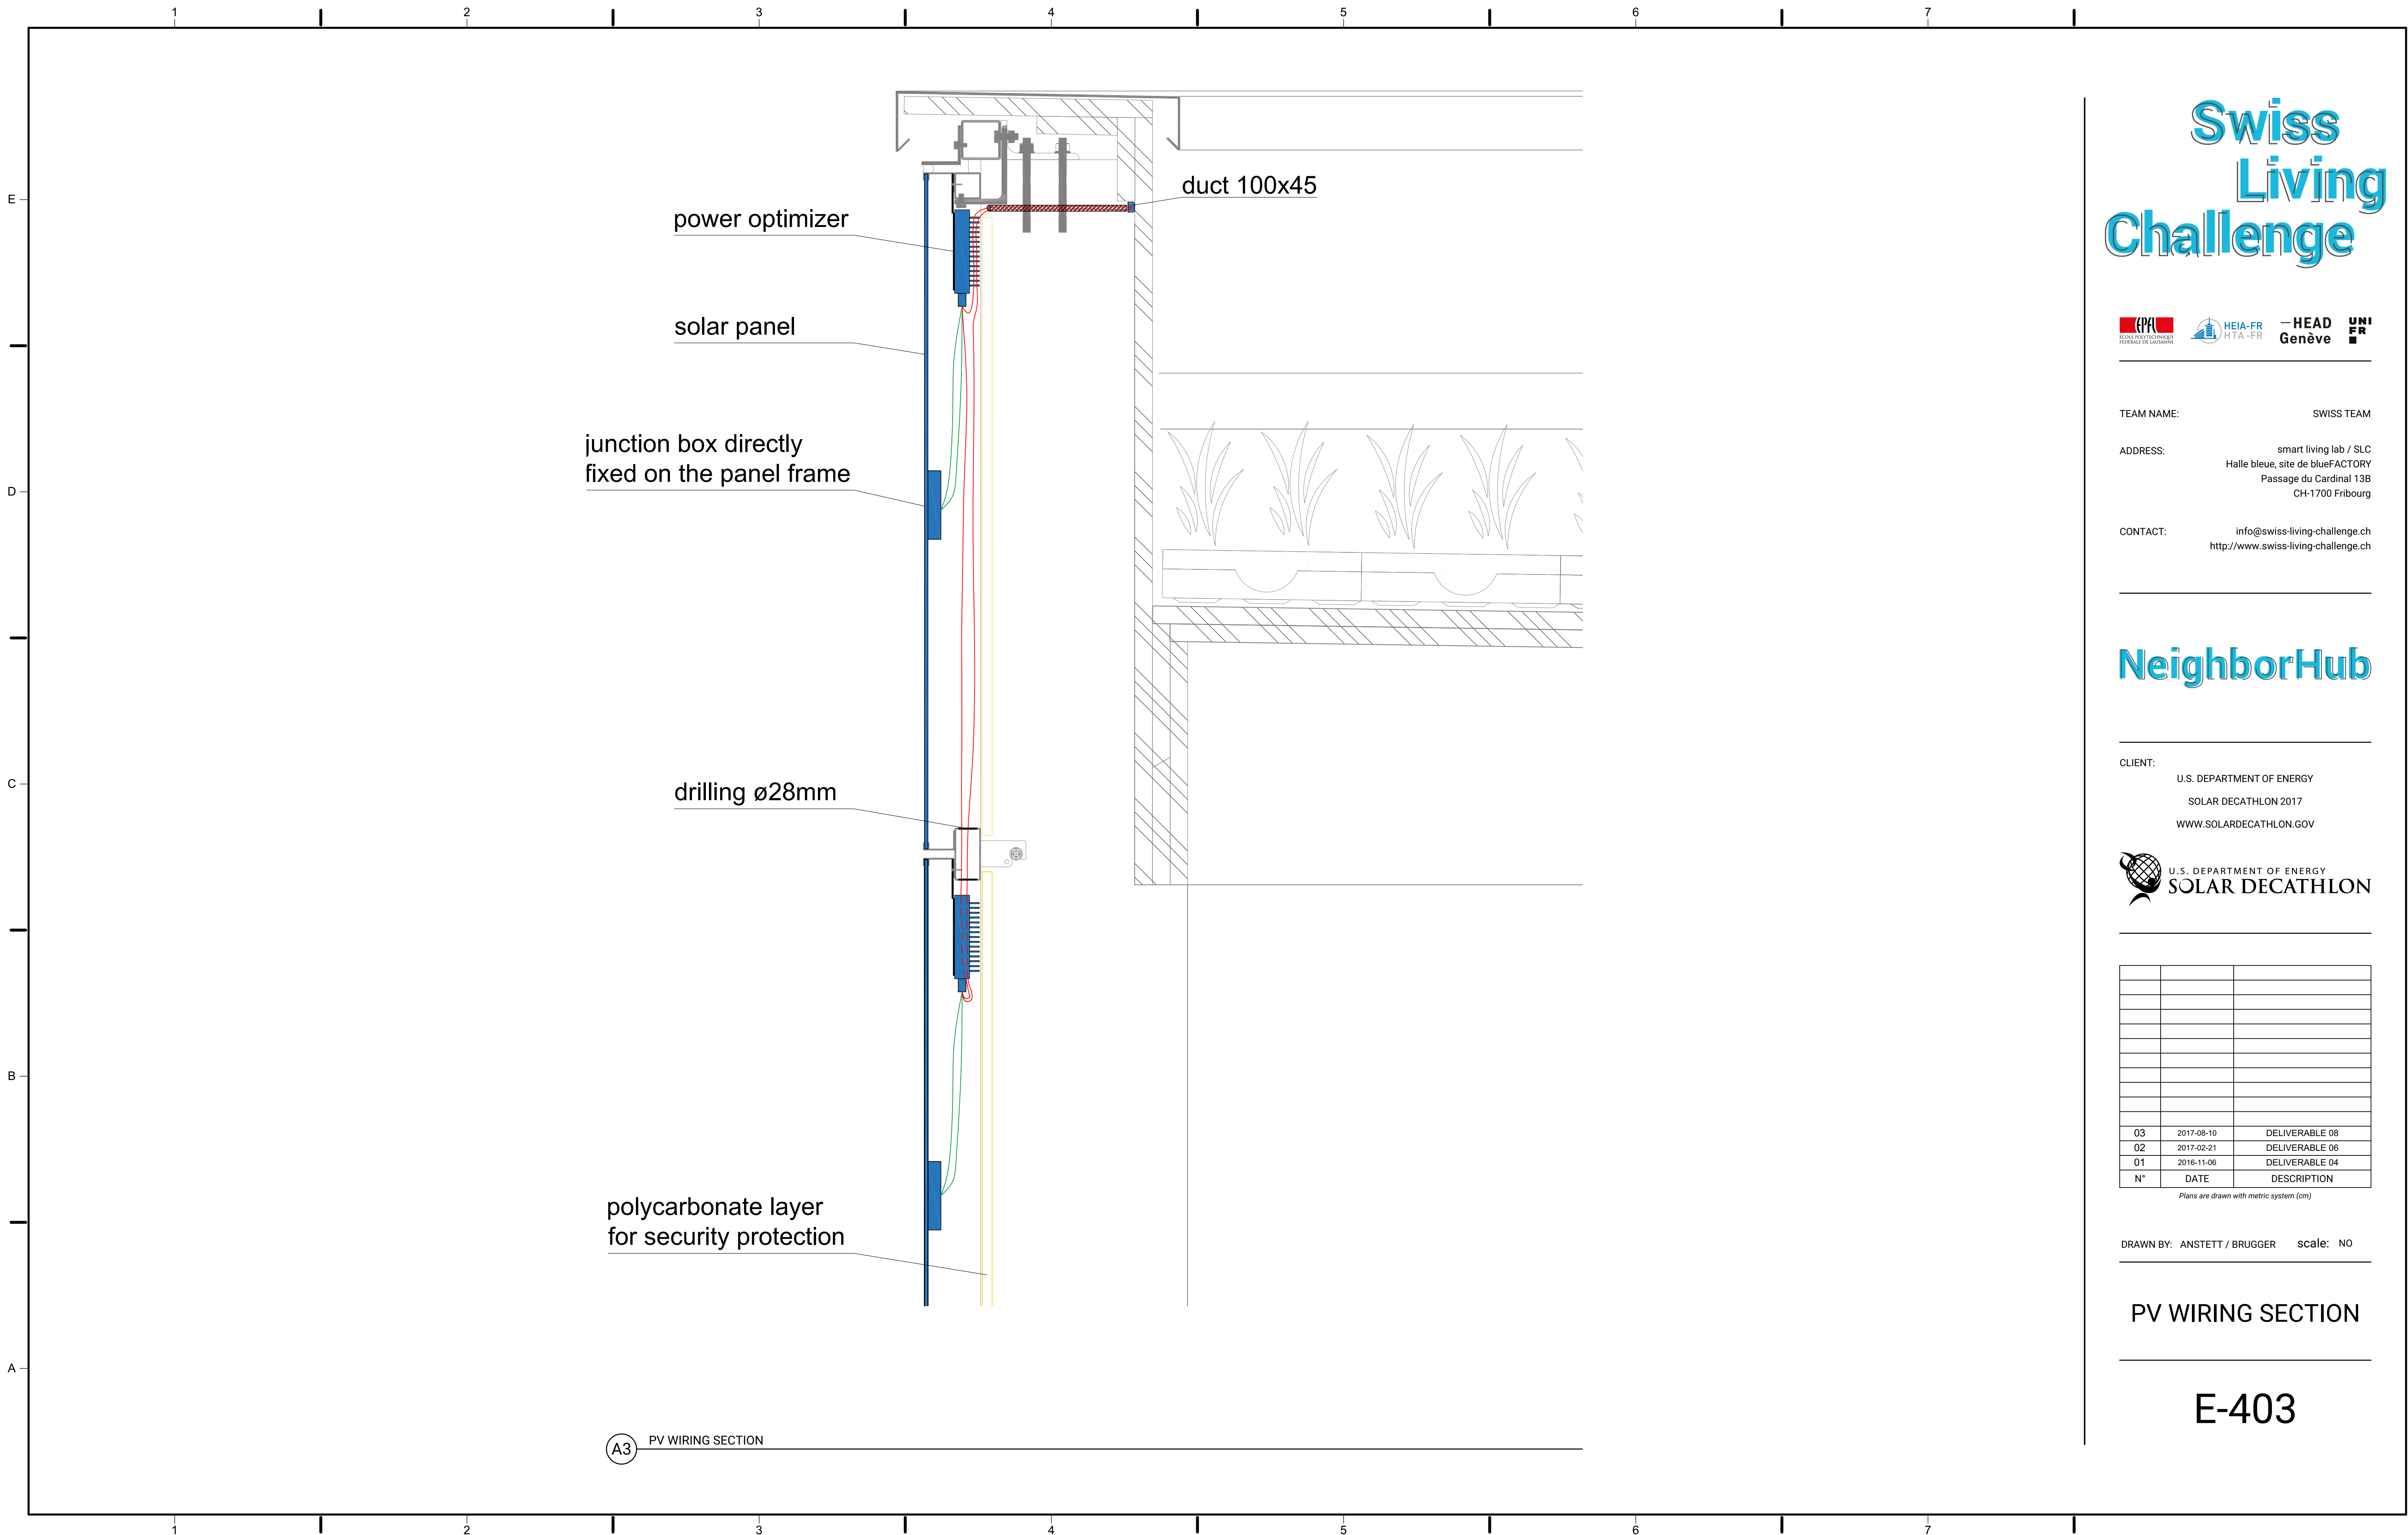 1 2 3 4 5 6 7
E
D
C
B
A
duct 100x45
power optimizer
solar panel
junction box directly
fixed on the panel frame
drilling ø28mm
polycarbonate layer
for security protection
A3 PV WIRING SECTION
1 2 3 4 5 6 7
Swiss
Living
Challenge
EPFL
ÉCOLE POLYTECHNIQUE
FÉDÉRALE DE LAUSANNE
HEIA-FR
HTA-FR
—HEAD
Genève
UNI
FR
TEAM NAME: SWISS TEAM
ADDRESS: smart living lab / SLC
Halle bleue, site de blueFACTORY
Passage du Cardinal 13B
CH-1700 Fribourg
CONTACT: info@swiss-living-challenge.ch
http://www.swiss-living-challenge.ch
NeighborHub
CLIENT:
U.S. DEPARTMENT OF ENERGY
SOLAR DECATHLON 2017
WWW.SOLARDECATHLON.GOV
U.S. DEPARTMENT OF ENERGY
SOLAR DECATHLON
03 2017-08-10 DELIVERABLE 08
02 2017-02-21 DELIVERABLE 06
01 2016-11-06 DELIVERABLE 04
N° DATE DESCRIPTION
Plans are drawn with metric system (cm)
DRAWN BY: ANSTETT / BRUGGER scale: NO
PV WIRING SECTION
E-403